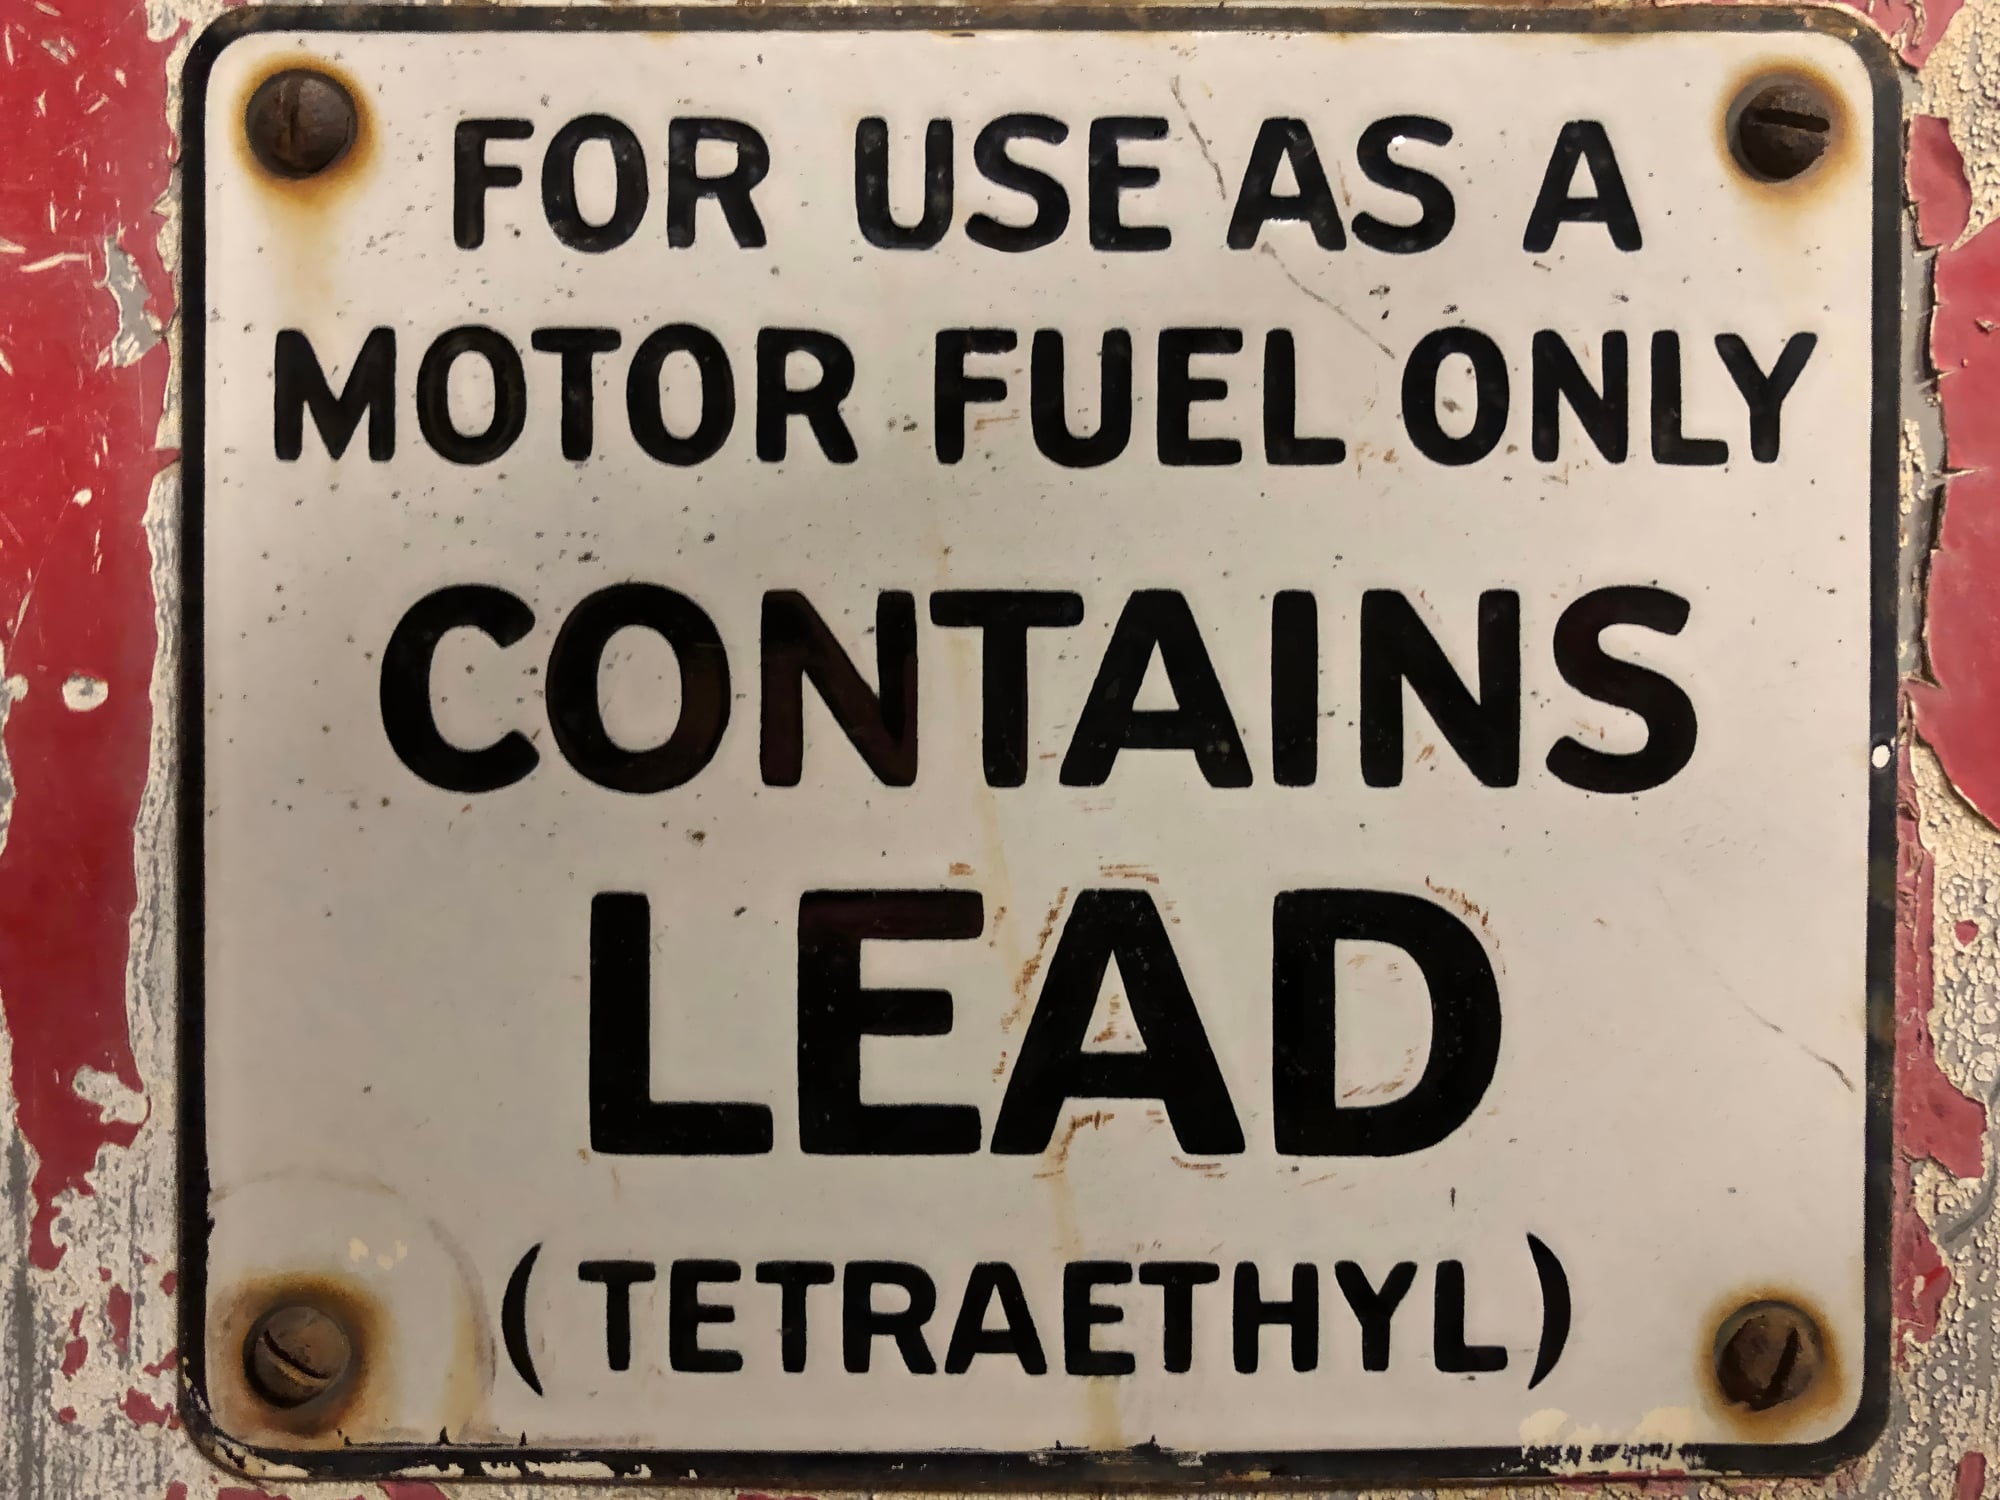 FOR USE AS A
MOTOR FUEL ONLY
CONTAINS
LEAD
(TETRAETHYL)